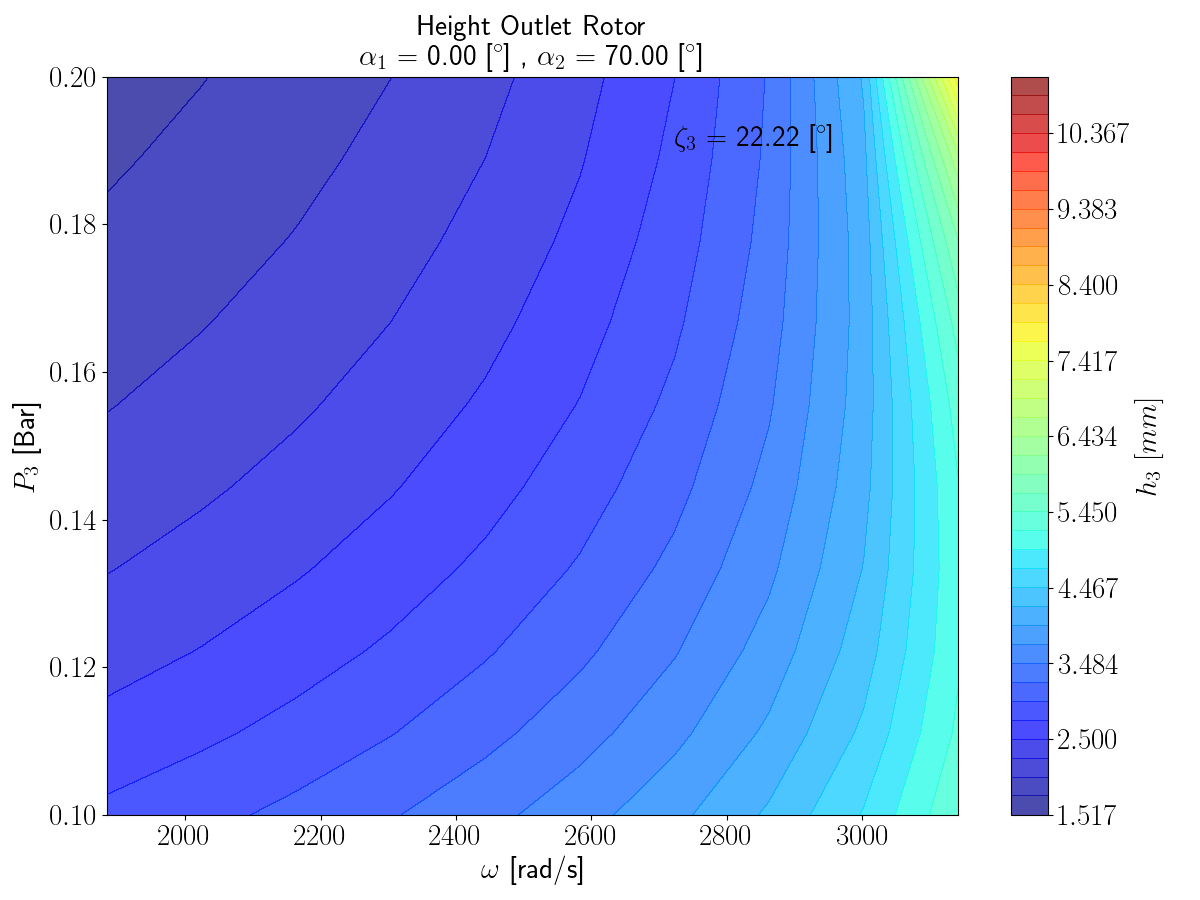 Height Outlet Rotor
α₁ = 0.00 [°] , α₂ = 70.00 [°]
ζ₃ = 22.22 [°]
0.20
0.18
0.16
0.14
0.12
0.10
P₃ [Bar]
2000 2200 2400 2600 2800 3000
ω [rad/s]
10.367
9.383
8.400
7.417
6.434
5.450
4.467
3.484
2.500
1.517
h₃ [mm]